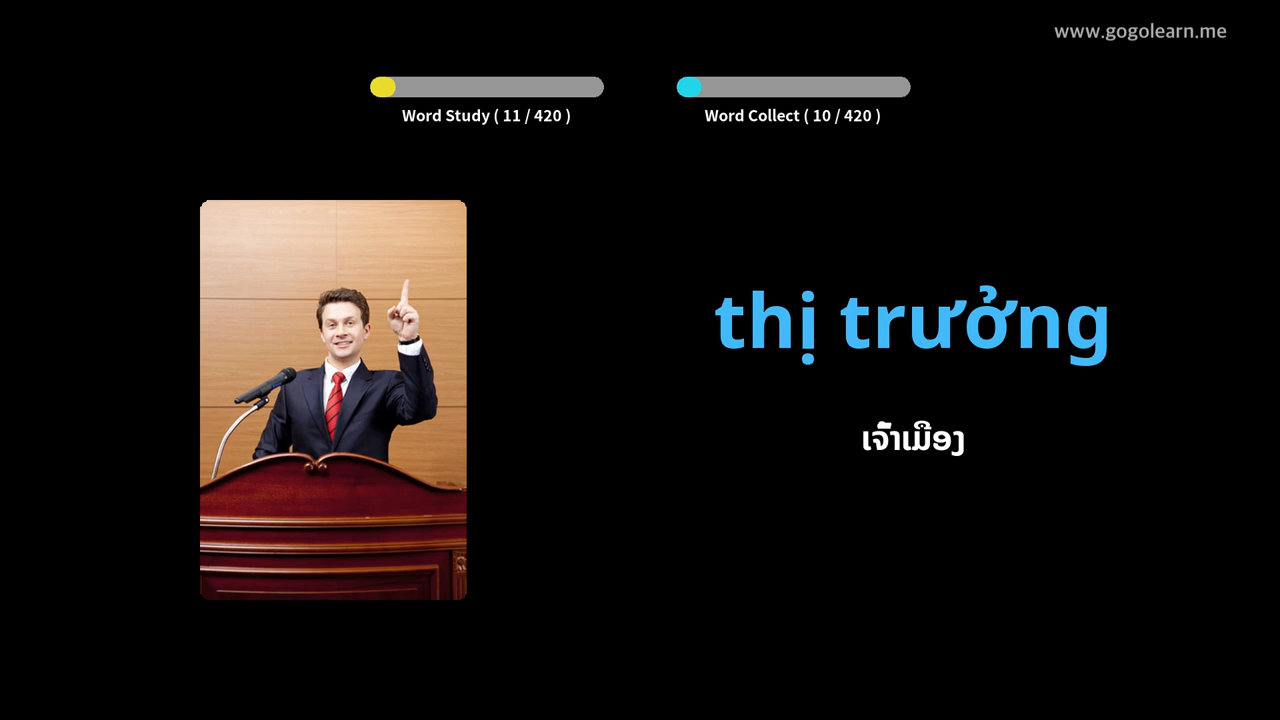 www.gogolearn.me
Word Study ( 11 / 420 )
Word Collect ( 10 / 420 )
thị trưởng
ເຈົ້າເມືອງ